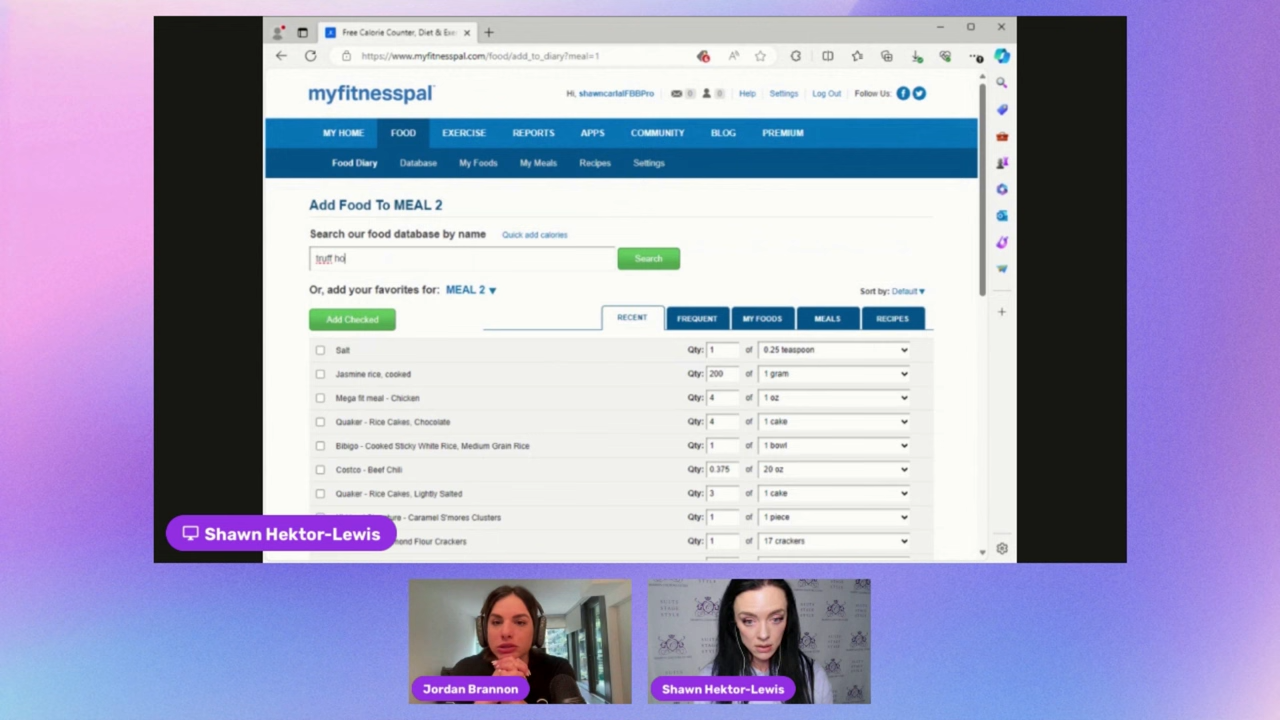 Free Calorie Counter, Diet & Exer
https://www.myfitnesspal.com/food/add_to_diary?meal=1
myfitnesspal
Hi, shawncarlaIFBBPro 0 0 Help Settings Log Out Follow Us:
MY HOME FOOD EXERCISE REPORTS APPS COMMUNITY BLOG PREMIUM
Food Diary Database My Foods My Meals Recipes Settings
Add Food To MEAL 2
Search our food database by name Quick add calories
truff ho Search
Or, add your favorites for: MEAL 2 Sort by: Default
Add Checked RECENT FREQUENT MY FOODS MEALS RECIPES
Salt Qty: 1 of 0.25 teaspoon
Jasmine rice, cooked Qty: 200 of 1 gram
Mega fit meal - Chicken Qty: 4 of 1 oz
Quaker - Rice Cakes, Chocolate Qty: 4 of 1 cake
Bibigo - Cooked Sticky White Rice, Medium Grain Rice Qty: 1 of 1 bowl
Costco - Beef Chili Qty: 0.375 of 20 oz
Quaker - Rice Cakes, Lightly Salted Qty: 3 of 1 cake
- Caramel S'mores Clusters Qty: 1 of 1 piece
Flour Crackers Qty: 1 of 17 crackers
Shawn Hektor-Lewis
Jordan Brannon
Shawn Hektor-Lewis